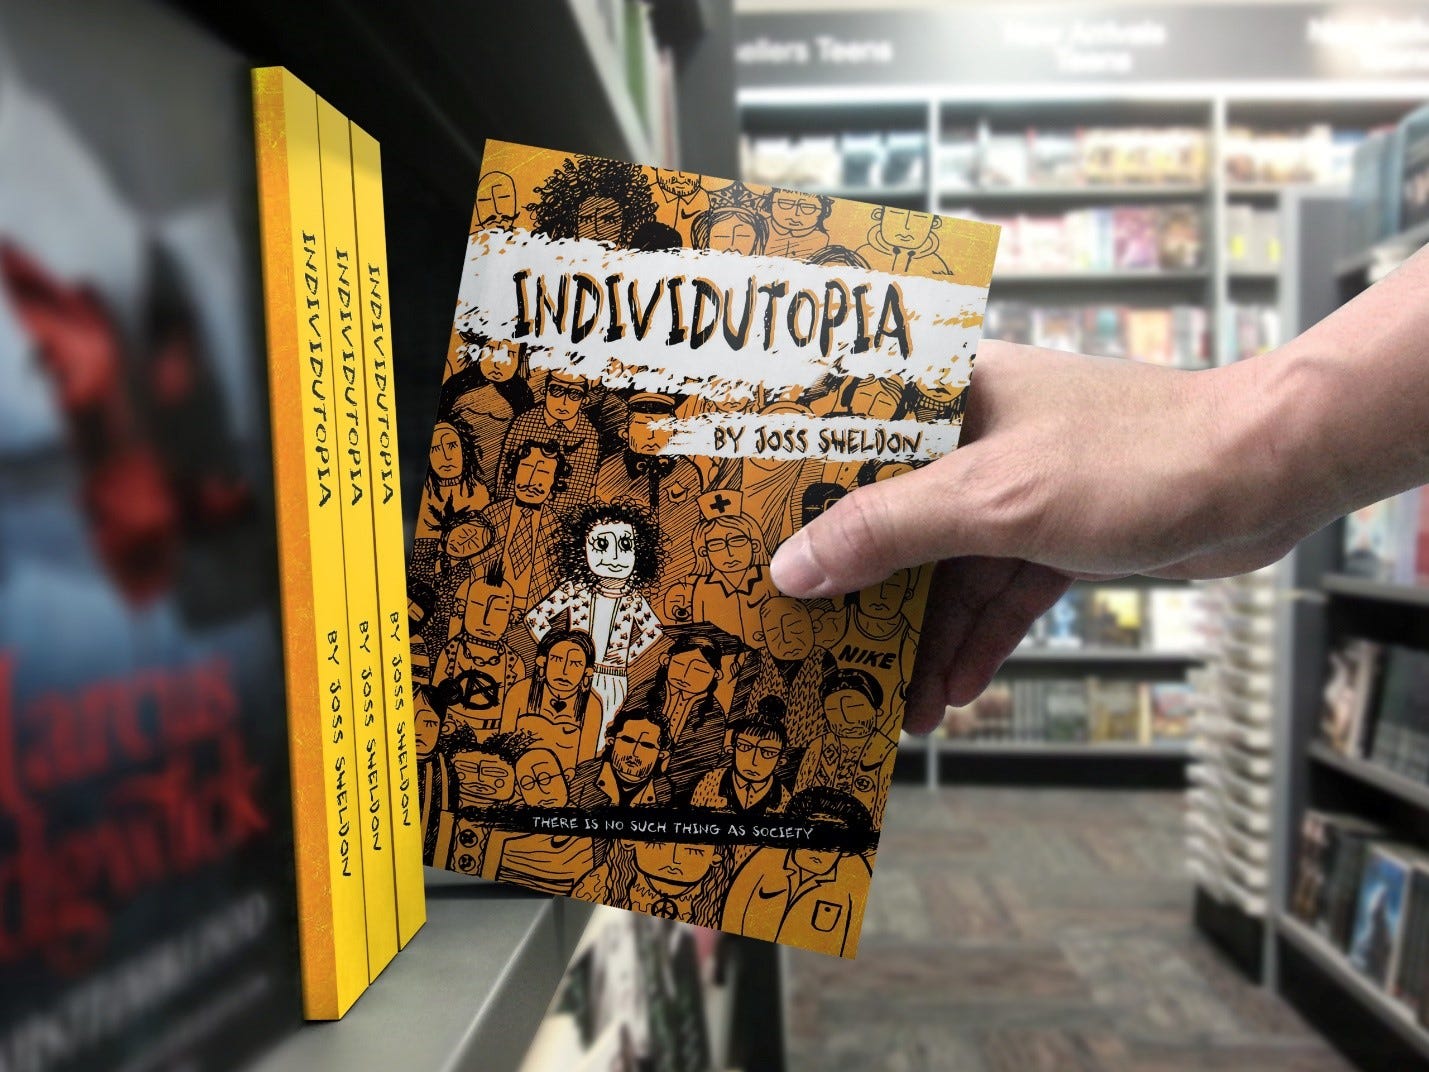 ellers Teens
New Arrivals
Teens
INDIVIDUTOPIA
BY JOSS SHELDON
NIKE
THERE IS NO SUCH THING AS SOCIETY
INDIVIDUTOPIA BY JOSS SHELDON
INDIVIDUTOPIA BY JOSS SHELDON
INDIVIDUTOPIA BY JOSS SHELDON